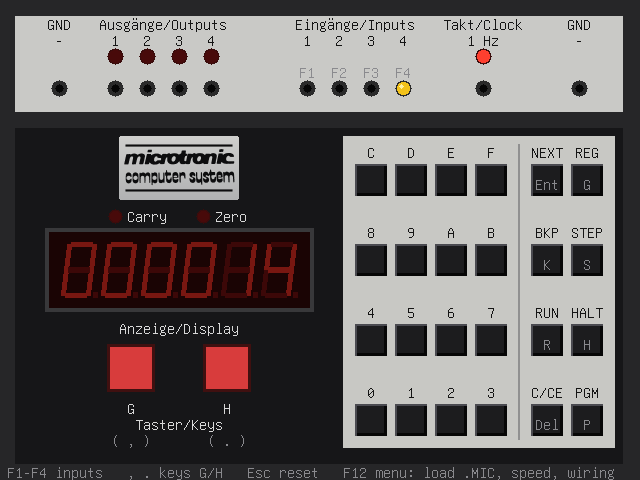 GND Ausgänge/Outputs Eingänge/Inputs Takt/Clock GND
- 1 2 3 4 1 2 3 4 1 Hz -
F1 F2 F3 F4
microtronic
computer system
C D E F NEXT REG
Ent G
Carry Zero
8 9 A B BKP STEP
K S
000014
4 5 6 7 RUN HALT
Anzeige/Display
R H
0 1 2 3 C/CE PGM
G H
Taster/Keys
Del P
( , ) ( . )
F1-F4 inputs , . keys G/H Esc reset F12 menu: load .MIC, speed, wiring